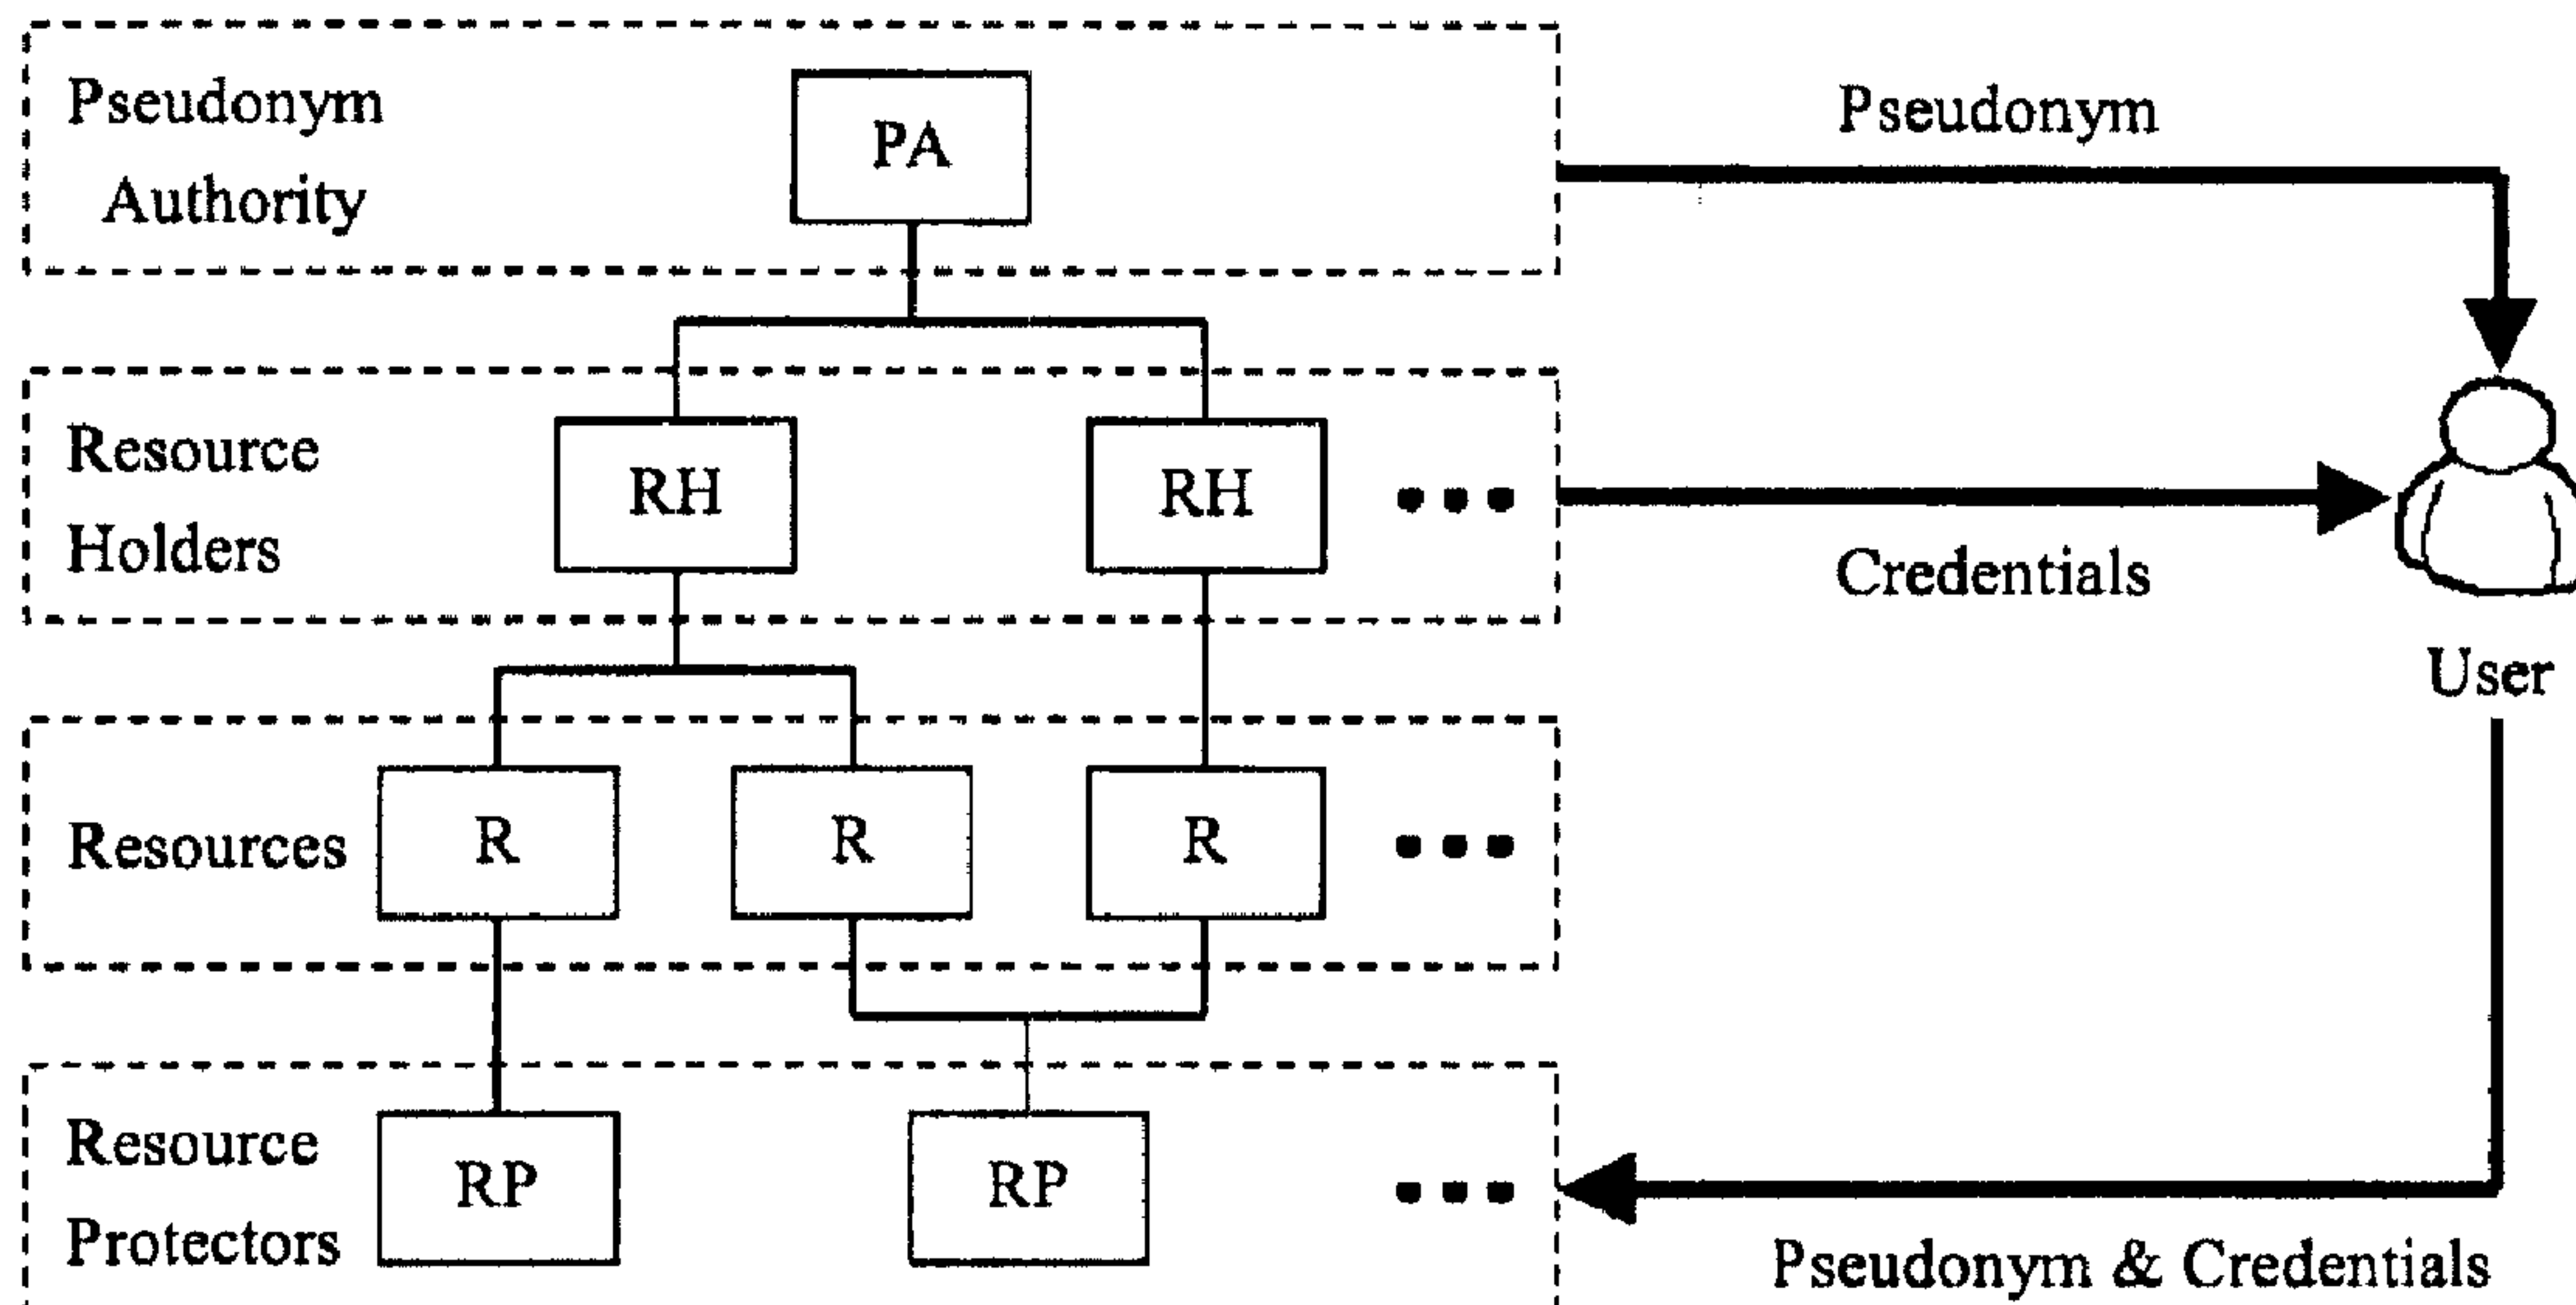 Pseudonym
Authority
PA
Pseudonym
Resource
Holders
RH
RH
Credentials
User
Resources
R
R
R
Resource
Protectors
RP
RP
Pseudonym & Credentials